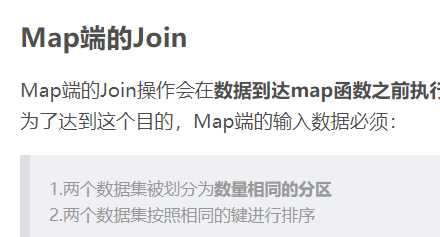 Map端的Join
Map端的Join操作会在数据到达map函数之前执行
为了达到这个目的，Map端的输入数据必须：
1.两个数据集被划分为数量相同的分区
2.两个数据集按照相同的键进行排序